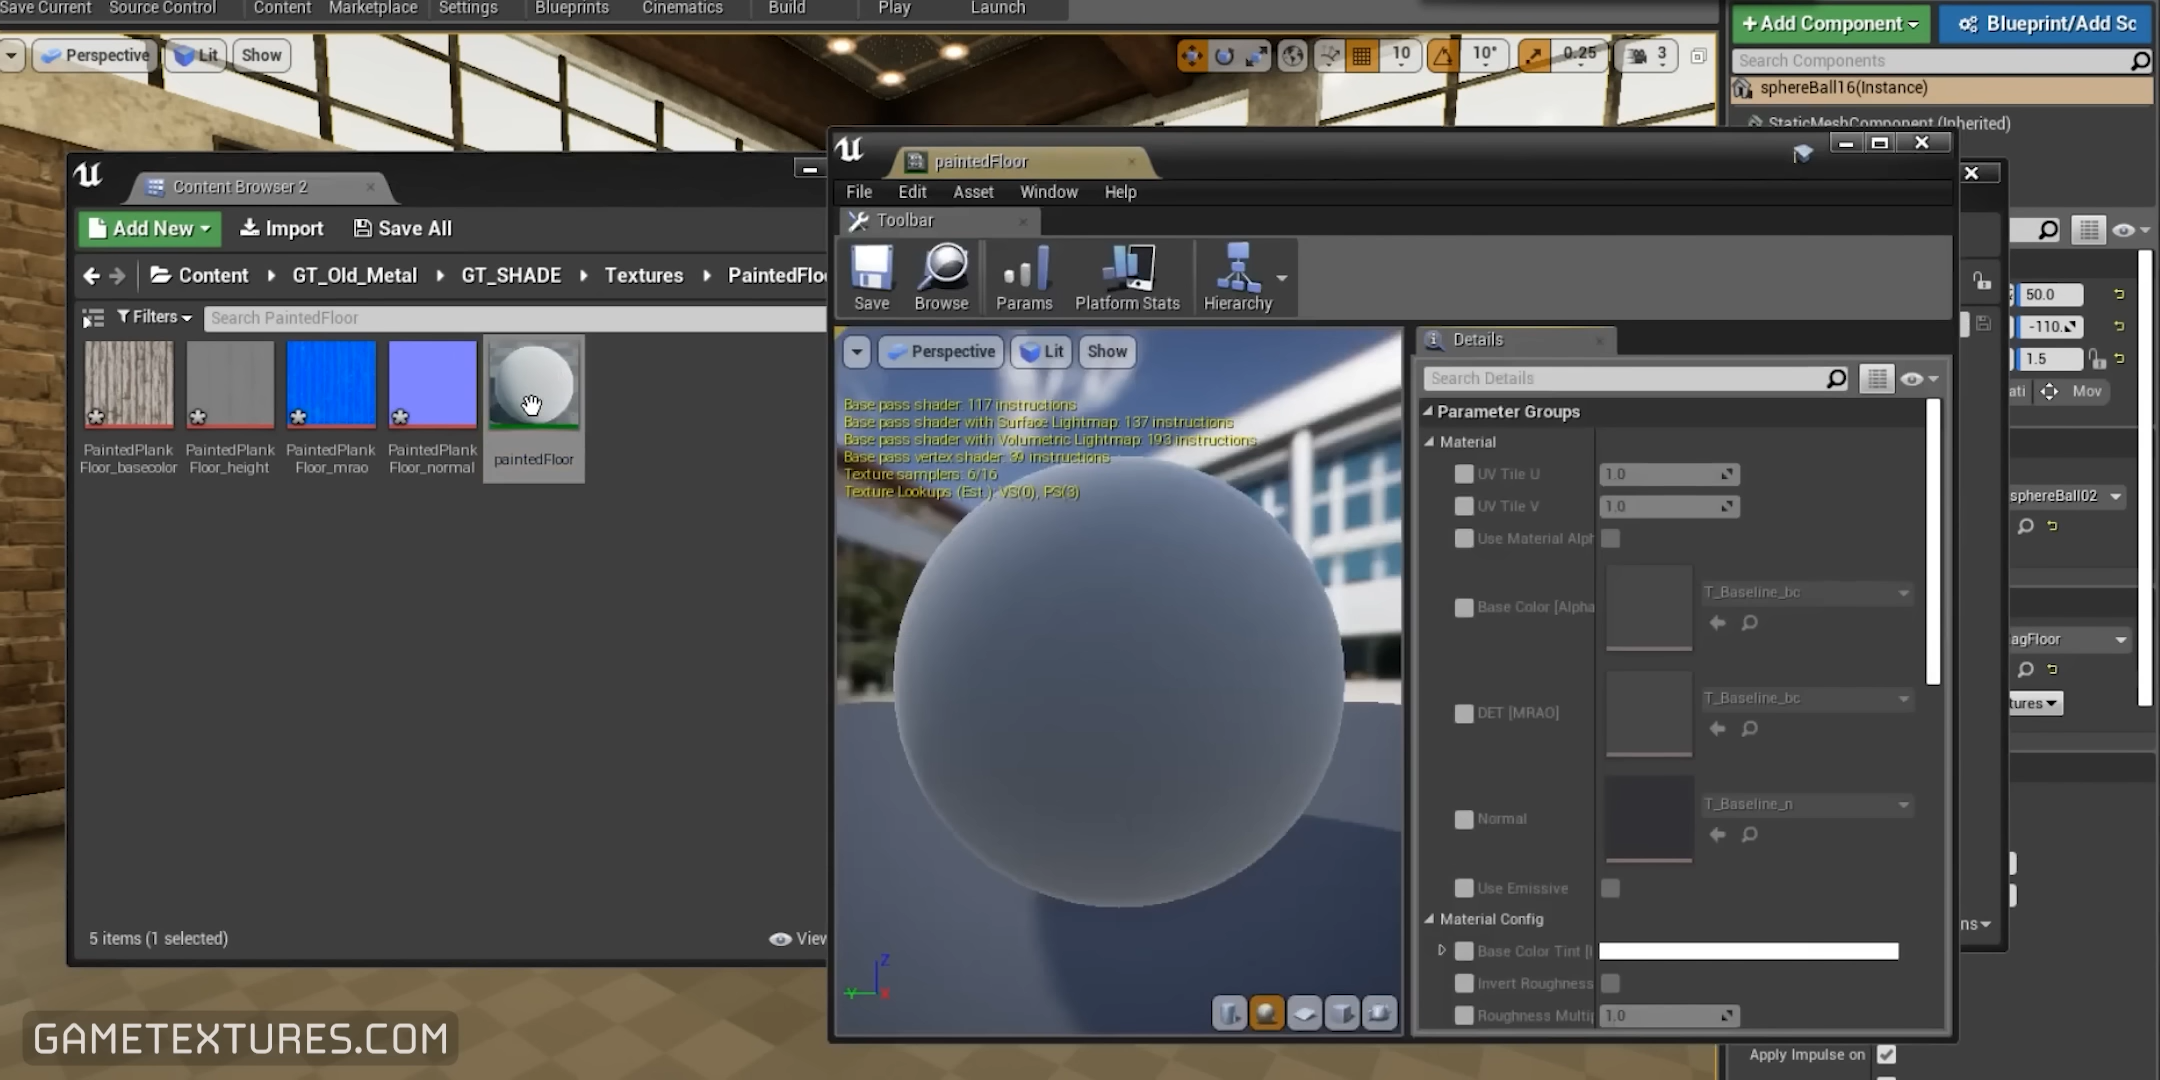 Save Current
Source Control
Content
Marketplace
Settings
Blueprints
Cinematics
Build
Play
Launch
Perspective
Lit
Show
10
10°
0.25
3
+Add Component
Blueprint/Add Sc
Search Components
sphereBall16(Instance)
StaticMeshComponent (Inherited)
Content Browser 2
Add New
Import
Save All
Content
GT_Old_Metal
GT_SHADE
Textures
PaintedFloo
Filters
Search PaintedFloor
PaintedPlank
Floor_basecolor
PaintedPlank
Floor_height
PaintedPlank
Floor_mrao
PaintedPlank
Floor_normal
paintedFloor
5 items (1 selected)
View
paintedFloor
File
Edit
Asset
Window
Help
Toolbar
Save
Browse
Params
Platform Stats
Hierarchy
Perspective
Lit
Show
Base pass shader: 117 instructions
Base pass shader with Surface Lightmap: 137 instructions
Base pass shader with Volumetric Lightmap: 193 instructions
Base pass vertex shader: 39 instructions
Texture samplers: 6/16
Texture Lookups (Est.): VS(0), PS(3)
Z
Y
X
Details
Search Details
Parameter Groups
Material
UV Tile U
1.0
UV Tile V
1.0
Use Material Alph
Base Color [Alpha
T_Baseline_bc
DET [MRAO]
T_Baseline_bc
Normal
T_Baseline_n
Use Emissive
Material Config
Base Color Tint [
Invert Roughness
Roughness Multip
1.0
50.0
-110.
1.5
ati
Mov
sphereBall02
agFloor
tures
ns
Apply Impulse on
GAMETEXTURES.COM